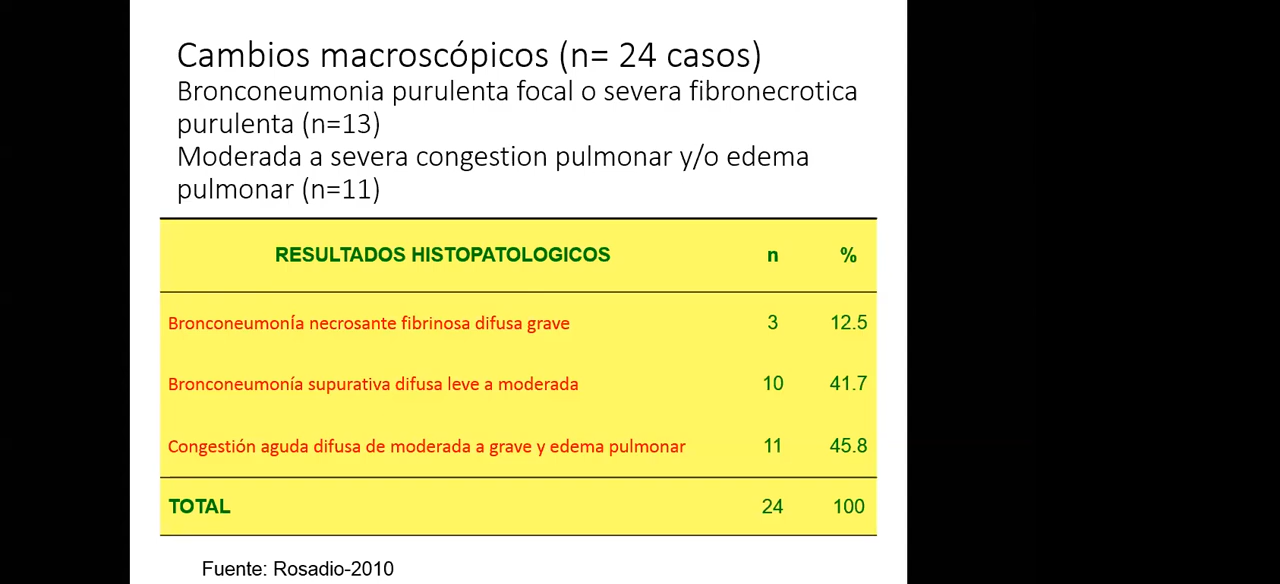 Cambios macroscópicos (n= 24 casos)
Bronconeumonia purulenta focal o severa fibronecrotica
purulenta (n=13)
Moderada a severa congestion pulmonar y/o edema
pulmonar (n=11)
RESULTADOS HISTOPATOLOGICOS n %
Bronconeumonía necrosante fibrinosa difusa grave 3 12.5
Bronconeumonía supurativa difusa leve a moderada 10 41.7
Congestión aguda difusa de moderada a grave y edema pulmonar 11 45.8
TOTAL 24 100
Fuente: Rosadio-2010